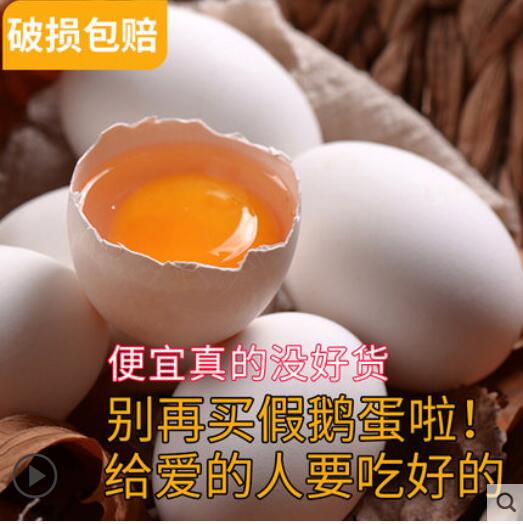 破损包赔
便宜真的没好货
别再买假鹅蛋啦！
给爱的人要吃好的